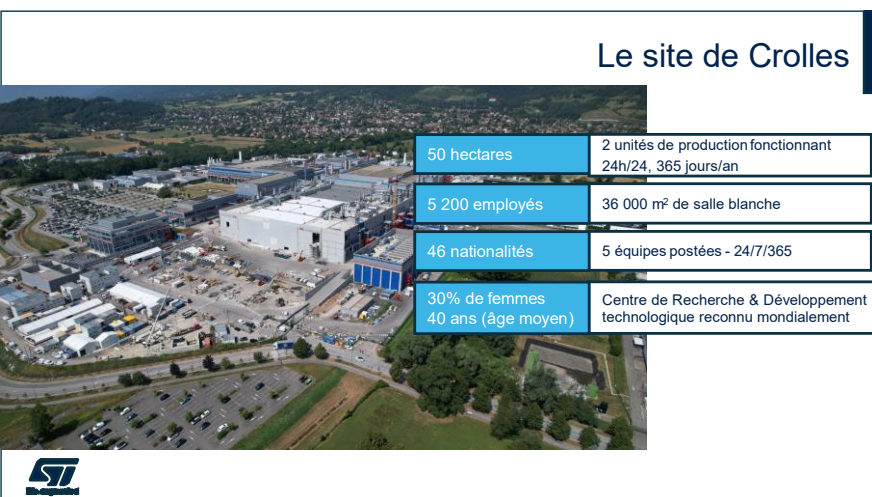 Le site de Crolles
50 hectares
2 unités de production fonctionnant
24h/24, 365 jours/an
5 200 employés
36 000 m² de salle blanche
46 nationalités
5 équipes postées - 24/7/365
30% de femmes
40 ans (âge moyen)
Centre de Recherche & Développement
technologique reconnu mondialement
ST